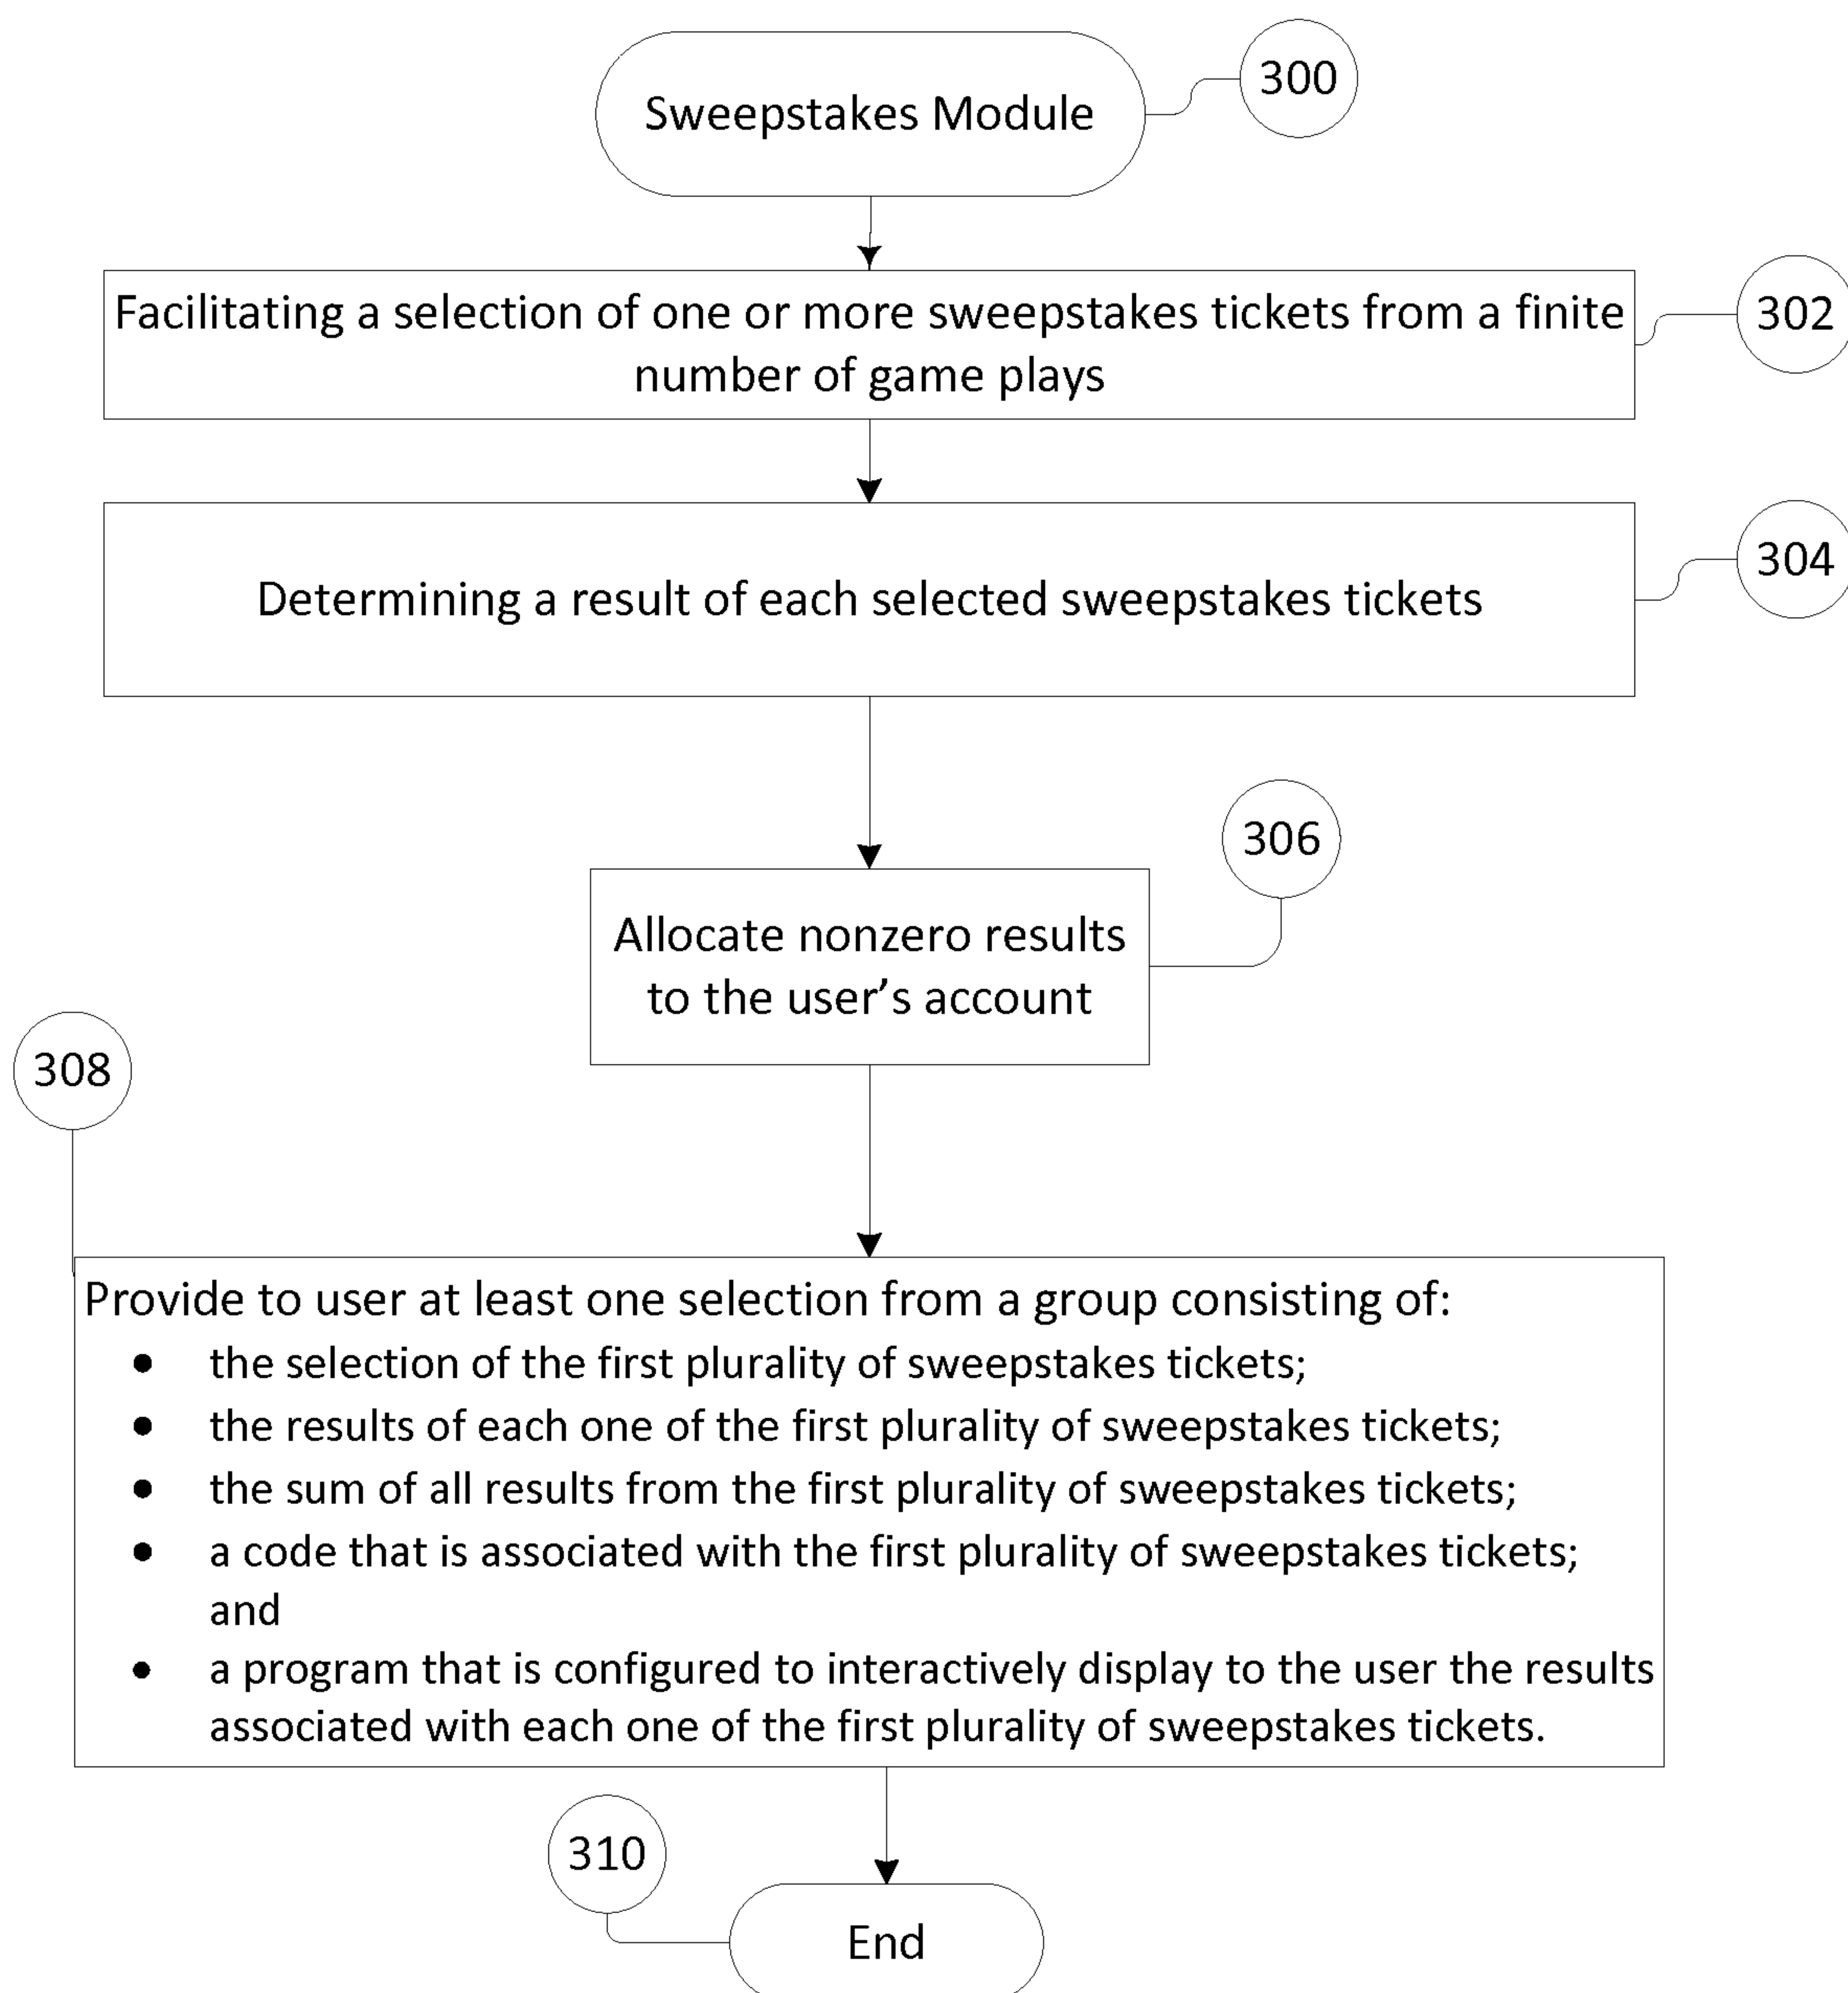 Sweepstakes Module
300
Facilitating a selection of one or more sweepstakes tickets from a finite
number of game plays
302
Determining a result of each selected sweepstakes tickets
304
Allocate nonzero results
to the user’s account
306
308
Provide to user at least one selection from a group consisting of:
● the selection of the first plurality of sweepstakes tickets;
● the results of each one of the first plurality of sweepstakes tickets;
● the sum of all results from the first plurality of sweepstakes tickets;
● a code that is associated with the first plurality of sweepstakes tickets;
and
● a program that is configured to interactively display to the user the results
associated with each one of the first plurality of sweepstakes tickets.
310
End